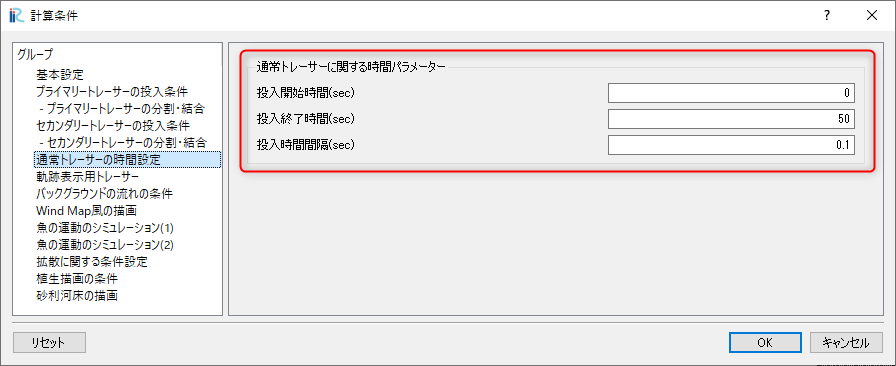 計算条件
?
グループ
基本設定
プライマリートレーサーの投入条件
- プライマリートレーサーの分割・結合
セカンダリートレーサーの投入条件
- セカンダリートレーサーの分割・結合
通常トレーサーの時間設定
軌跡表示用トレーサー
バックグラウンドの流れの条件
Wind Map風の描画
魚の運動のシミュレーション(1)
魚の運動のシミュレーション(2)
拡散に関する条件設定
植生描画の条件
砂利河床の描画
通常トレーサーに関する時間パラメーター
投入開始時間(sec) 0
投入終了時間(sec) 50
投入時間間隔(sec) 0.1
リセット OK キャンセル